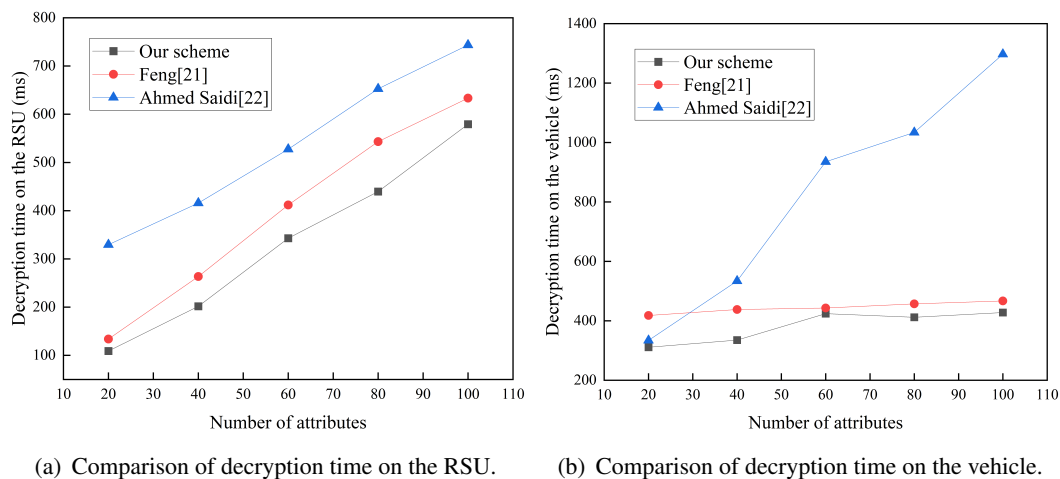 800
700
600
500
400
300
200
100
Decryption time on the RSU (ms)
Our scheme
Feng[21]
Ahmed Saidi[22]
10 20 30 40 50 60 70 80 90 100 110
Number of attributes
(a) Comparison of decryption time on the RSU.
1400
1200
1000
800
600
400
200
Decryption time on the vehicle (ms)
Our scheme
Feng[21]
Ahmed Saidi[22]
10 20 30 40 50 60 70 80 90 100 110
Number of attributes
(b) Comparison of decryption time on the vehicle.